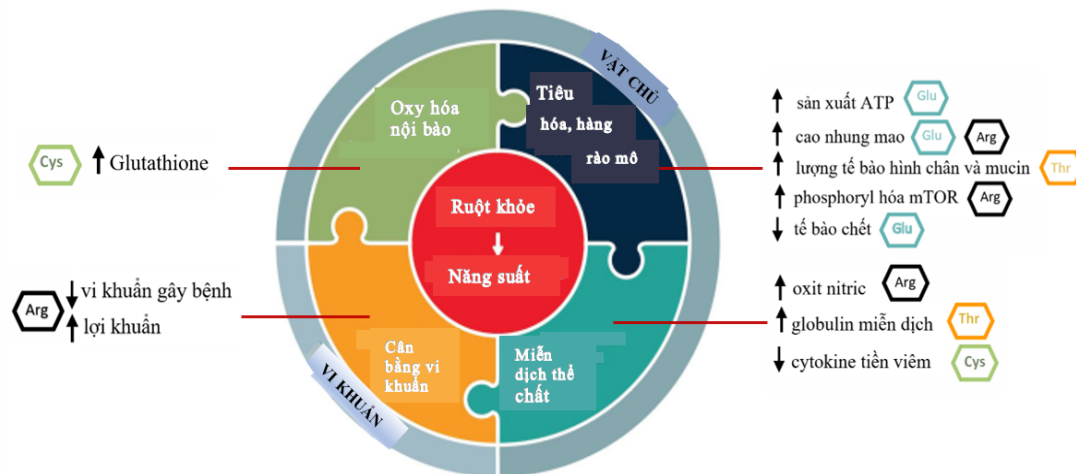 VẬT CHỦ
Oxy hóa
nội bào
Tiêu
hóa, hàng
rào mô
Cys Glutathione
sản xuất ATP Glu
cao nhung mao Glu Arg
lượng tế bào hình chân và mucin Thr
phosphoryl hóa mTOR Arg
tế bào chết Glu
Ruột khỏe
Năng suất
Arg
vi khuẩn gây bệnh
lợi khuẩn
oxit nitric Arg
globulin miễn dịch Thr
cytokine tiền viêm Cys
Cân
bằng vi
khuẩn
Miễn
dịch thể
chất
VI KHUẨN